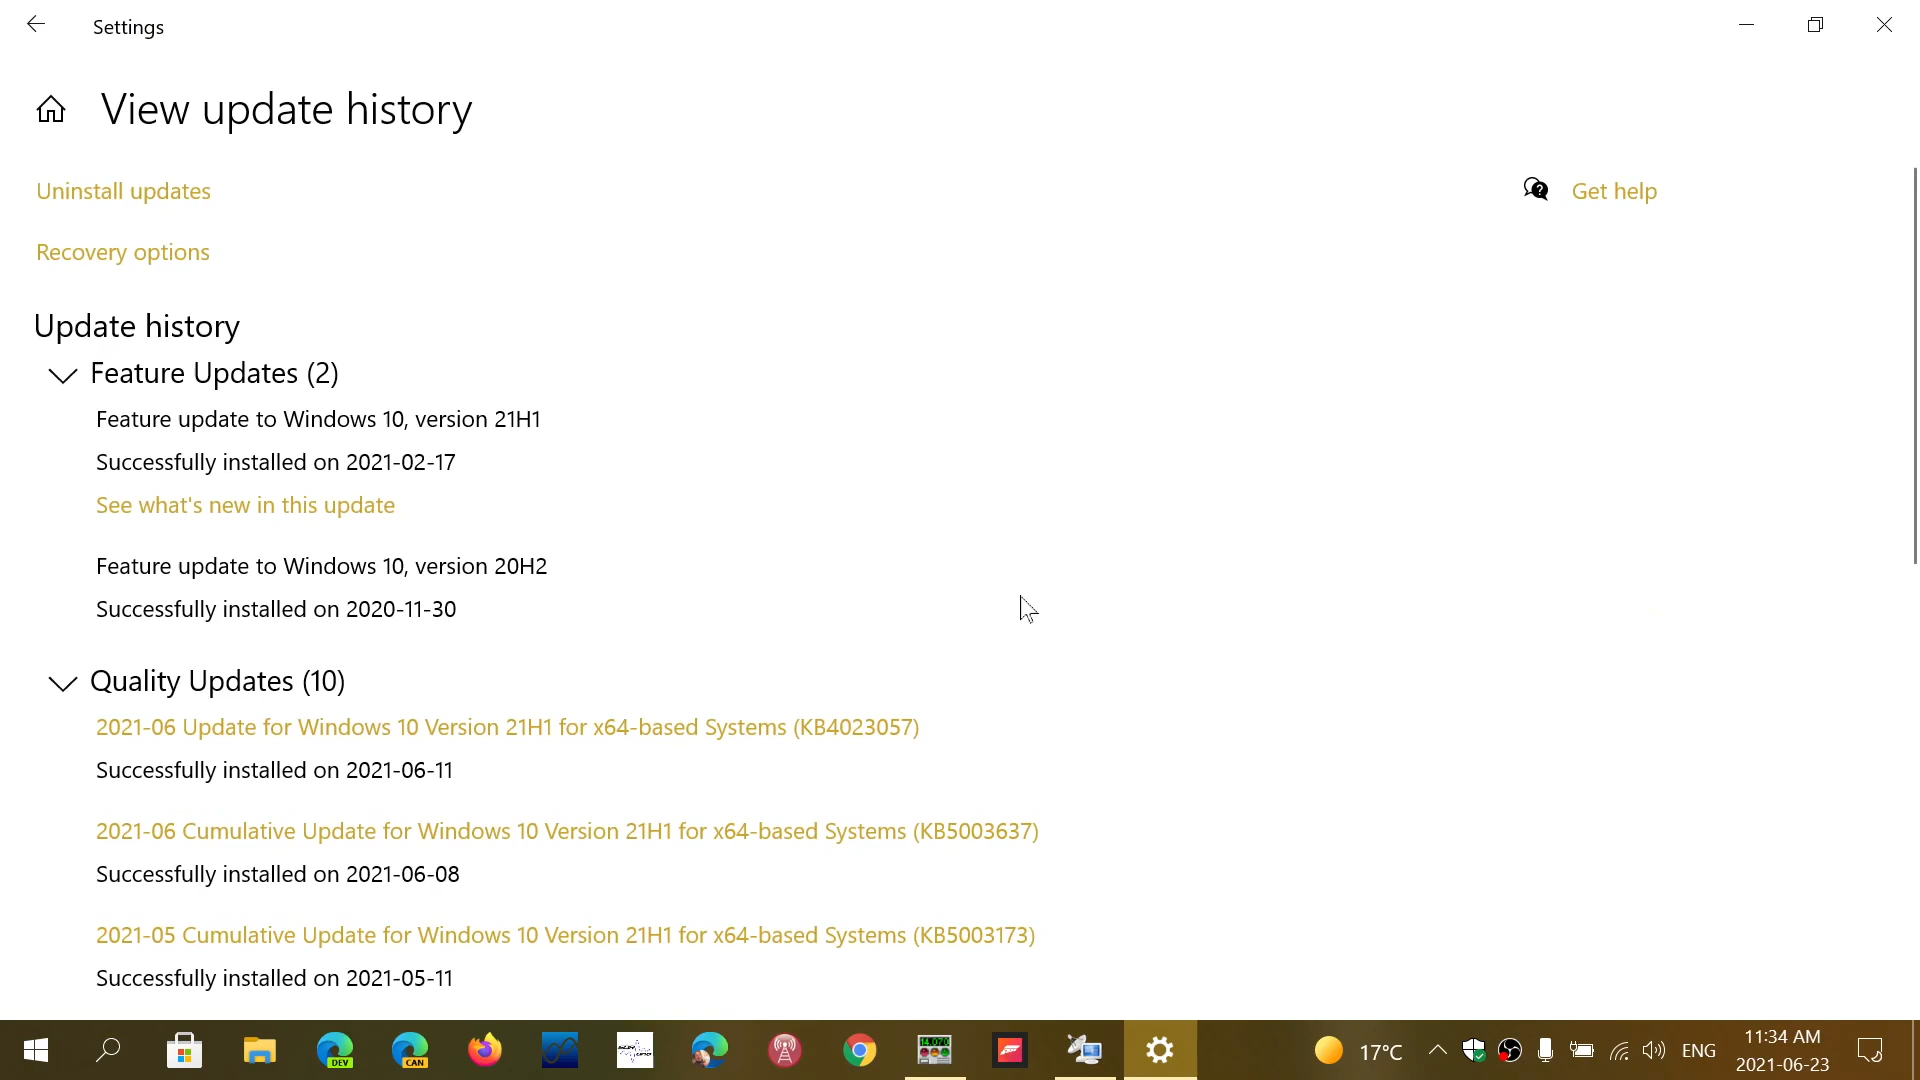 Settings
View update history
Uninstall updates
Get help
Recovery options
Update history
Feature Updates (2)
Feature update to Windows 10, version 21H1
Successfully installed on 2021-02-17
See what's new in this update
Feature update to Windows 10, version 20H2
Successfully installed on 2020-11-30
Quality Updates (10)
2021-06 Update for Windows 10 Version 21H1 for x64-based Systems (KB4023057)
Successfully installed on 2021-06-11
2021-06 Cumulative Update for Windows 10 Version 21H1 for x64-based Systems (KB5003637)
Successfully installed on 2021-06-08
2021-05 Cumulative Update for Windows 10 Version 21H1 for x64-based Systems (KB5003173)
Successfully installed on 2021-05-11
DEV
CAN
14.070
17°C
ENG
11:34 AM
2021-06-23